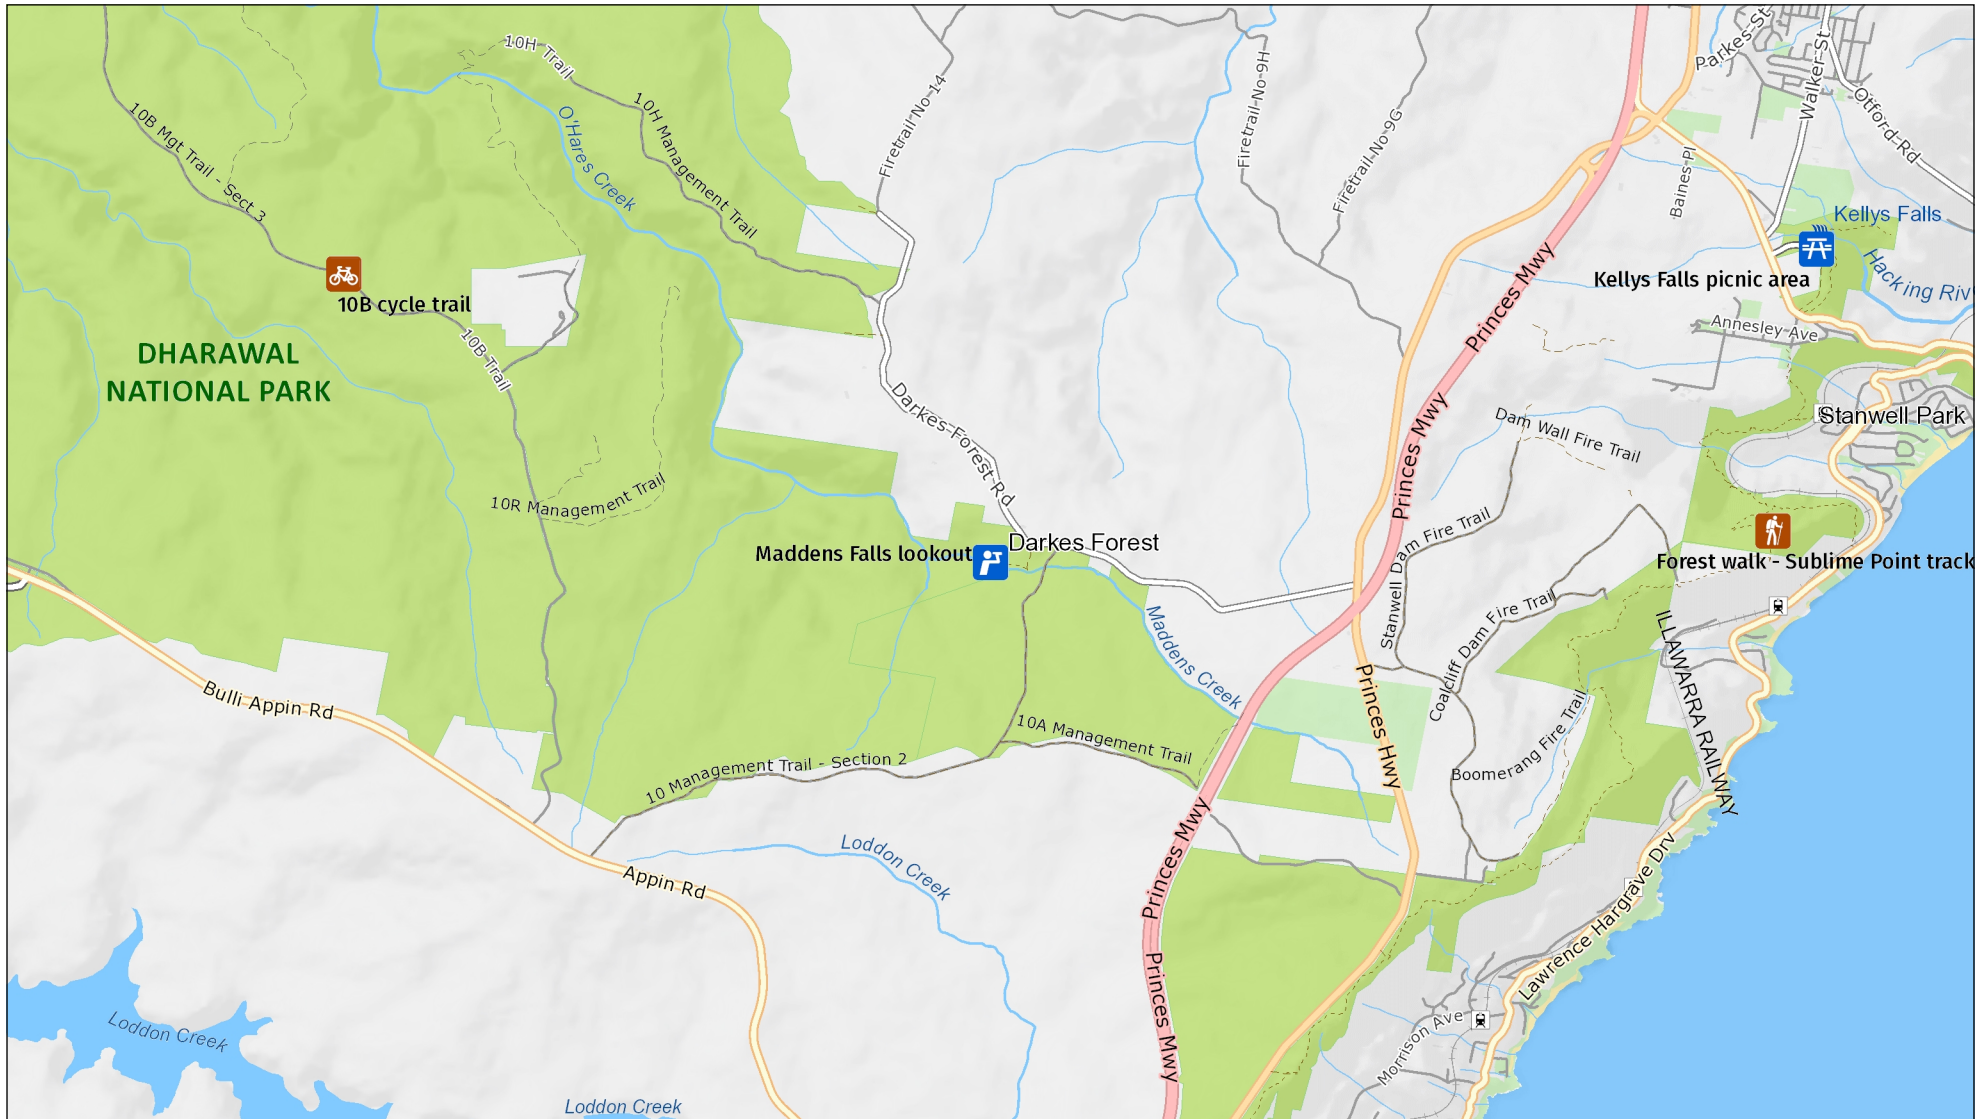 10H Trail
Parkes-St
Walker-St
Otford-Rd
10B Mgt Trail - Sect 3
O'Hares Creek
10H Management Trail
Firetrail-No-14
Firetrail-No-9H
Firetrail-No-9G
Baines-Pl
Kellys Falls
Kellys Falls picnic area
Hacking Riv
10B cycle trail
Princes Mwy
Annesley Ave
DHARAWAL
NATIONAL PARK
10B Trail
Darkes-Forest-Rd
Princes Mwy
Dam Wall Fire Trail
Stanwell Park
10R Management Trail
Maddens Falls lookout
Darkes Forest
Stanwell Dam Fire Trail
Forest walk - Sublime Point track
Maddens Creek
Coalcliff Dam Fire Trail
ILLAWARRA RAILWAY
Bulli Appin Rd
Princes Hwy
10A Management Trail
Boomerang Fire Trail
10 Management Trail - Section 2
Princes Mwy
Loddon Creek
Appin Rd
Lawrence Hargrave Drv
Princes Mwy
Loddon Creek
Morrison Ave
Loddon Creek